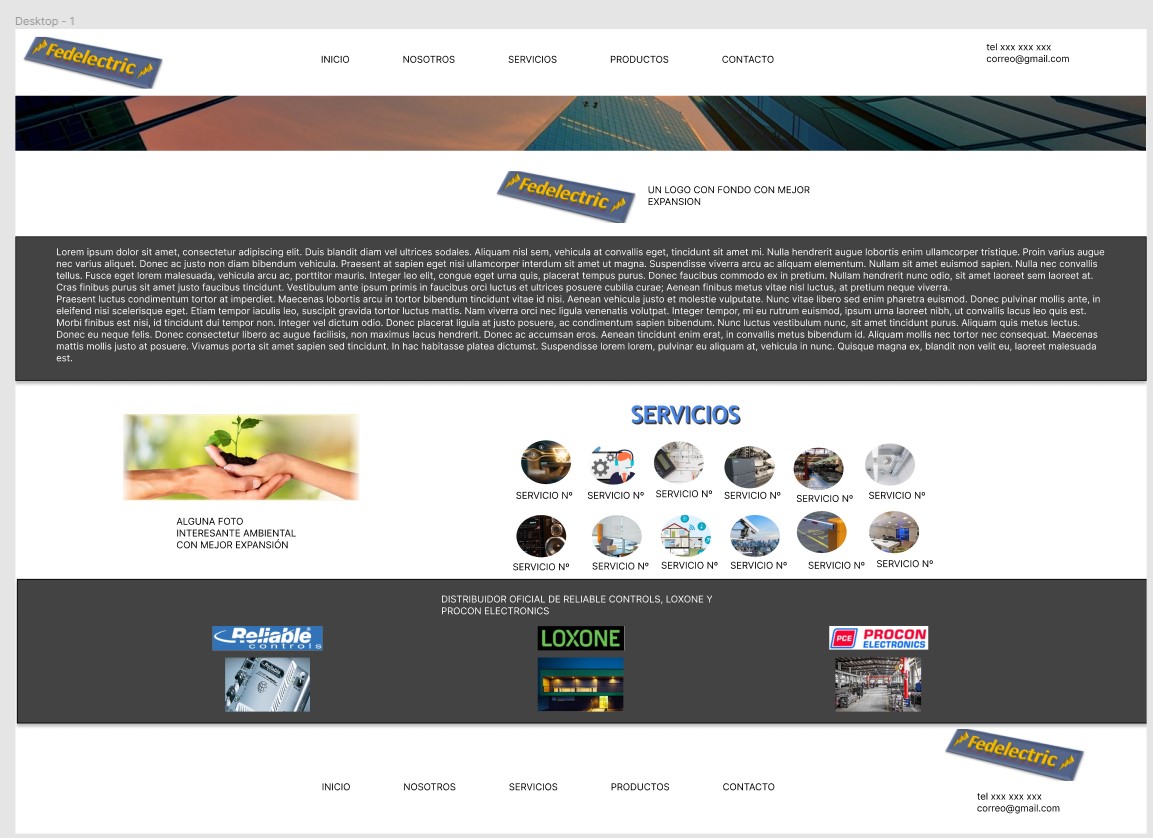 Desktop - 1
Fedelectric
INICIO NOSOTROS SERVICIOS PRODUCTOS CONTACTO
tel xxx xxx xxx
correo@gmail.com
Fedelectric
UN LOGO CON FONDO CON MEJOR
EXPANSION
Lorem ipsum dolor sit amet, consectetur adipiscing elit. Duis blandit diam vel ultrices sodales. Aliquam nisl sem, vehicula at convallis eget, tincidunt sit amet mi. Nulla hendrerit augue lobortis enim ullamcorper tristique. Proin varius augue
nec varius aliquet. Donec ac justo non diam bibendum vehicula. Praesent at sapien eget nisi ullamcorper interdum sit amet ut magna. Suspendisse viverra arcu ac aliquam elementum. Nullam sit amet euismod sapien. Nulla nec convallis
tellus. Fusce eget lorem malesuada, vehicula arcu ac, porttitor mauris. Integer leo elit, congue eget urna quis, placerat tempus purus. Donec faucibus commodo ex in pretium. Nullam hendrerit nunc odio, sit amet laoreet sem laoreet at.
Cras finibus purus sit amet justo faucibus tincidunt. Vestibulum ante ipsum primis in faucibus orci luctus et ultrices posuere cubilia curae; Aenean finibus metus vitae nisl luctus, at pretium neque viverra.
Praesent luctus condimentum tortor at imperdiet. Maecenas lobortis arcu in tortor bibendum tincidunt vitae id nisi. Aenean vehicula justo et molestie vulputate. Nunc vitae libero sed enim pharetra euismod. Donec pulvinar mollis ante, in
eleifend nisi scelerisque eget. Etiam tempor iaculis leo, suscipit gravida tortor luctus mattis. Nam viverra orci nec ligula venenatis volutpat. Integer tempor, mi eu rutrum euismod, ipsum urna laoreet nibh, ut convallis lacus leo quis est.
Morbi finibus est nisi, id tincidunt dui tempor non. Integer vel dictum odio. Donec placerat ligula at justo posuere, ac condimentum sapien bibendum. Nunc luctus vestibulum nunc, sit amet tincidunt purus. Aliquam quis metus lectus.
Donec eu neque felis. Donec consectetur libero ac augue facilisis, non maximus lacus hendrerit. Donec ac accumsan eros. Aenean tincidunt enim erat, in convallis metus bibendum id. Aliquam mollis nec tortor nec consequat. Maecenas
mattis mollis justo at posuere. Vivamus porta sit amet sapien sed tincidunt. In hac habitasse platea dictumst. Suspendisse lorem lorem, pulvinar eu aliquam at, vehicula in nunc. Quisque magna ex, blandit non velit eu, laoreet malesuada
est.
SERVICIOS
SERVICIO Nº SERVICIO Nº SERVICIO Nº SERVICIO Nº SERVICIO Nº SERVICIO Nº
ALGUNA FOTO
INTERESANTE AMBIENTAL
CON MEJOR EXPANSIÓN
SERVICIO Nº SERVICIO Nº SERVICIO Nº SERVICIO Nº SERVICIO Nº SERVICIO Nº
DISTRIBUIDOR OFICIAL DE RELIABLE CONTROLS, LOXONE Y
PROCON ELECTRONICS
Reliable
controls
LOXONE
PCE PROCON
ELECTRONICS
Fedelectric
INICIO NOSOTROS SERVICIOS PRODUCTOS CONTACTO
tel xxx xxx xxx
correo@gmail.com